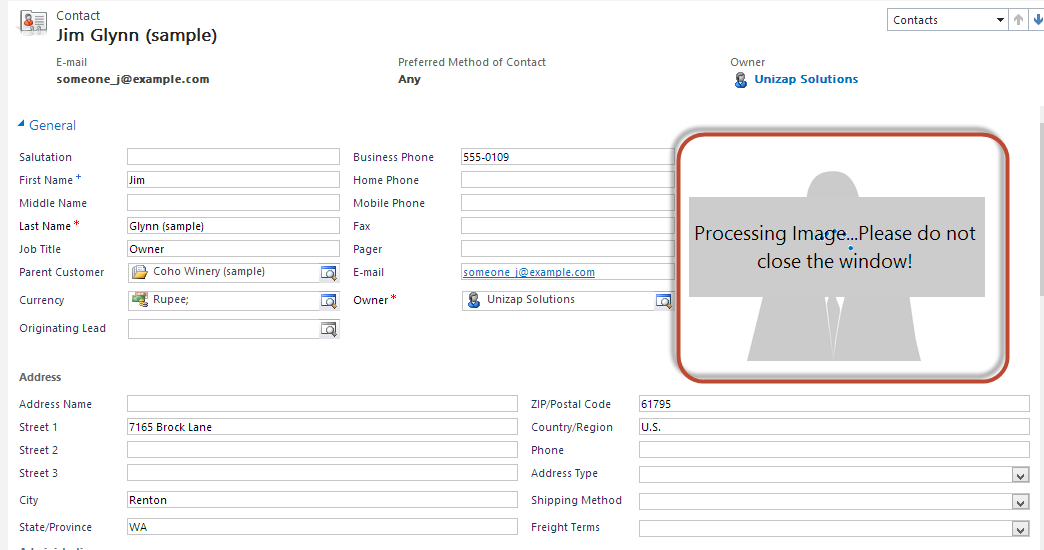 Contact
Jim Glynn (sample)
Contacts
E-mail
someone_j@example.com
Preferred Method of Contact
Any
Owner
Unizap Solutions
General
Salutation
Business Phone 555-0109
First Name + Jim
Home Phone
Middle Name
Mobile Phone
Last Name * Glynn (sample)
Fax
Job Title Owner
Pager
Parent Customer Coho Winery (sample)
E-mail someone_j@example.com
Currency Rupee;
Owner * Unizap Solutions
Originating Lead
Processing Image...Please do not
close the window!
Address
Address Name
ZIP/Postal Code 61795
Street 1 7165 Brock Lane
Country/Region U.S.
Street 2
Phone
Street 3
Address Type
City Renton
Shipping Method
State/Province WA
Freight Terms